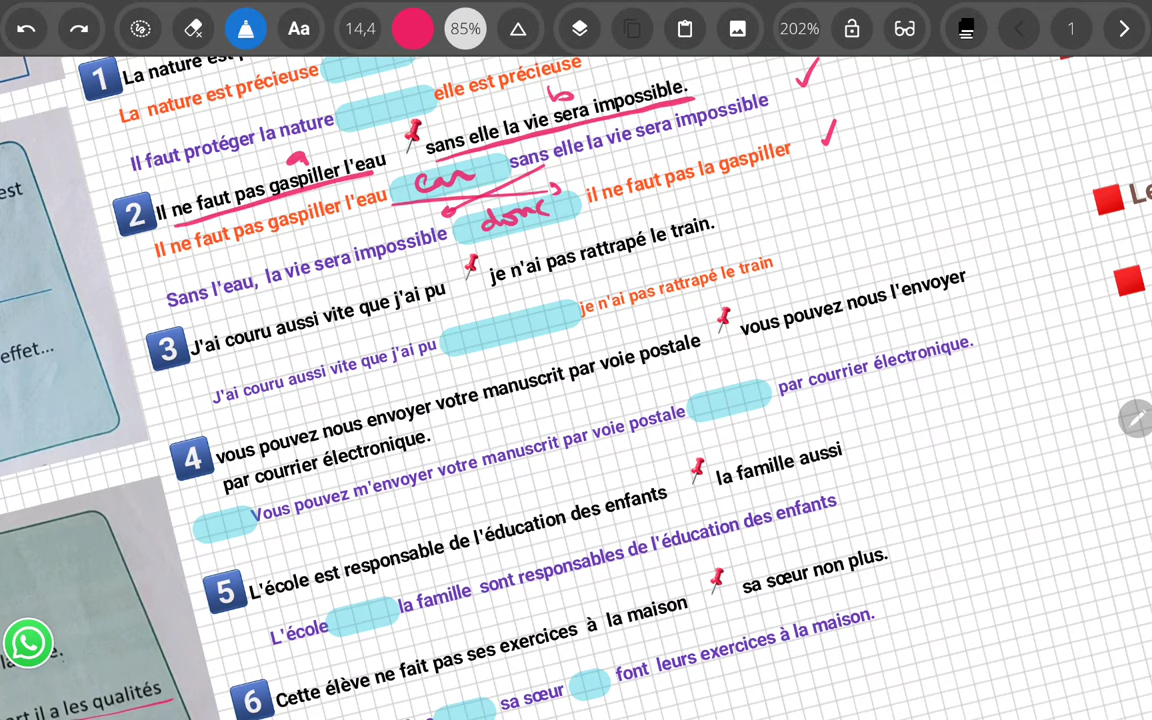 Aa 14,4 85% 202% 1
1 La nature est
La nature est précieuse elle est précieuse
Il faut protéger la nature
b
sans elle la vie sera impossible.
a
2 Il ne faut pas gaspiller l'eau
Il ne faut pas gaspiller l'eau car sans elle la vie sera impossible
Sans l'eau, la vie sera impossible donc il ne faut pas la gaspiller
3 J'ai couru aussi vite que j'ai pu je n'ai pas rattrapé le train.
J'ai couru aussi vite que j'ai pu je n'ai pas rattrapé le train
4 vous pouvez nous envoyer votre manuscrit par voie postale vous pouvez nous l'envoyer
par courrier électronique.
Vous pouvez m'envoyer votre manuscrit par voie postale par courrier électronique.
5 L'école est responsable de l'éducation des enfants la famille aussi
L'école la famille sont responsables de l'éducation des enfants
6 Cette élève ne fait pas ses exercices à la maison sa sœur non plus.
sa sœur font leurs exercices à la maison.
est
effet...
il a les qualités
Le